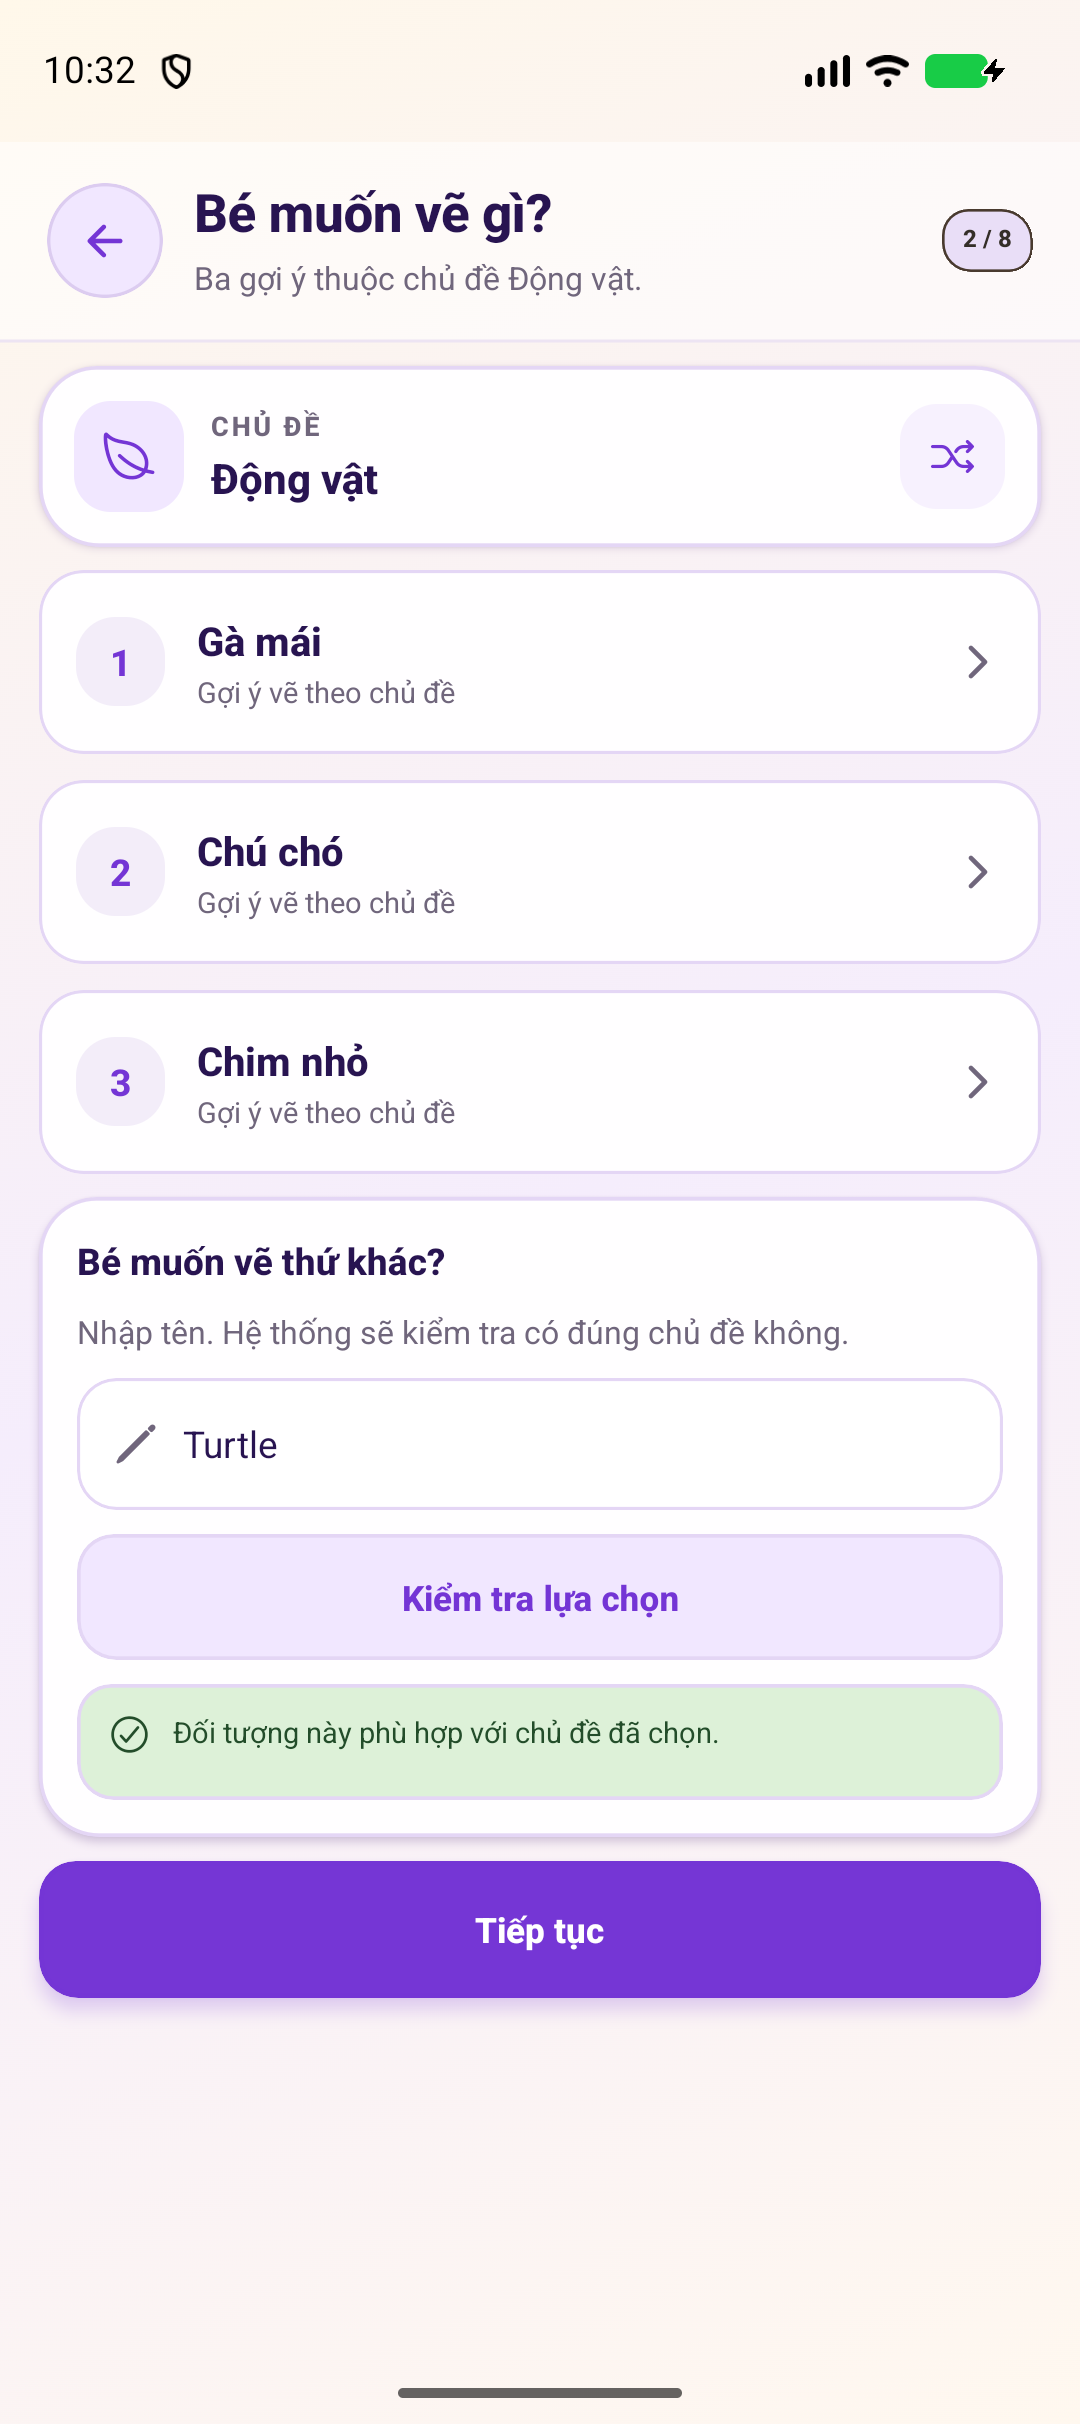 10:32
Bé muốn vẽ gì?
Ba gợi ý thuộc chủ đề Động vật.
2 / 8
CHỦ ĐỀ
Động vật
1
Gà mái
Gợi ý vẽ theo chủ đề
2
Chú chó
Gợi ý vẽ theo chủ đề
3
Chim nhỏ
Gợi ý vẽ theo chủ đề
Bé muốn vẽ thứ khác?
Nhập tên. Hệ thống sẽ kiểm tra có đúng chủ đề không.
Turtle
Kiểm tra lựa chọn
Đối tượng này phù hợp với chủ đề đã chọn.
Tiếp tục